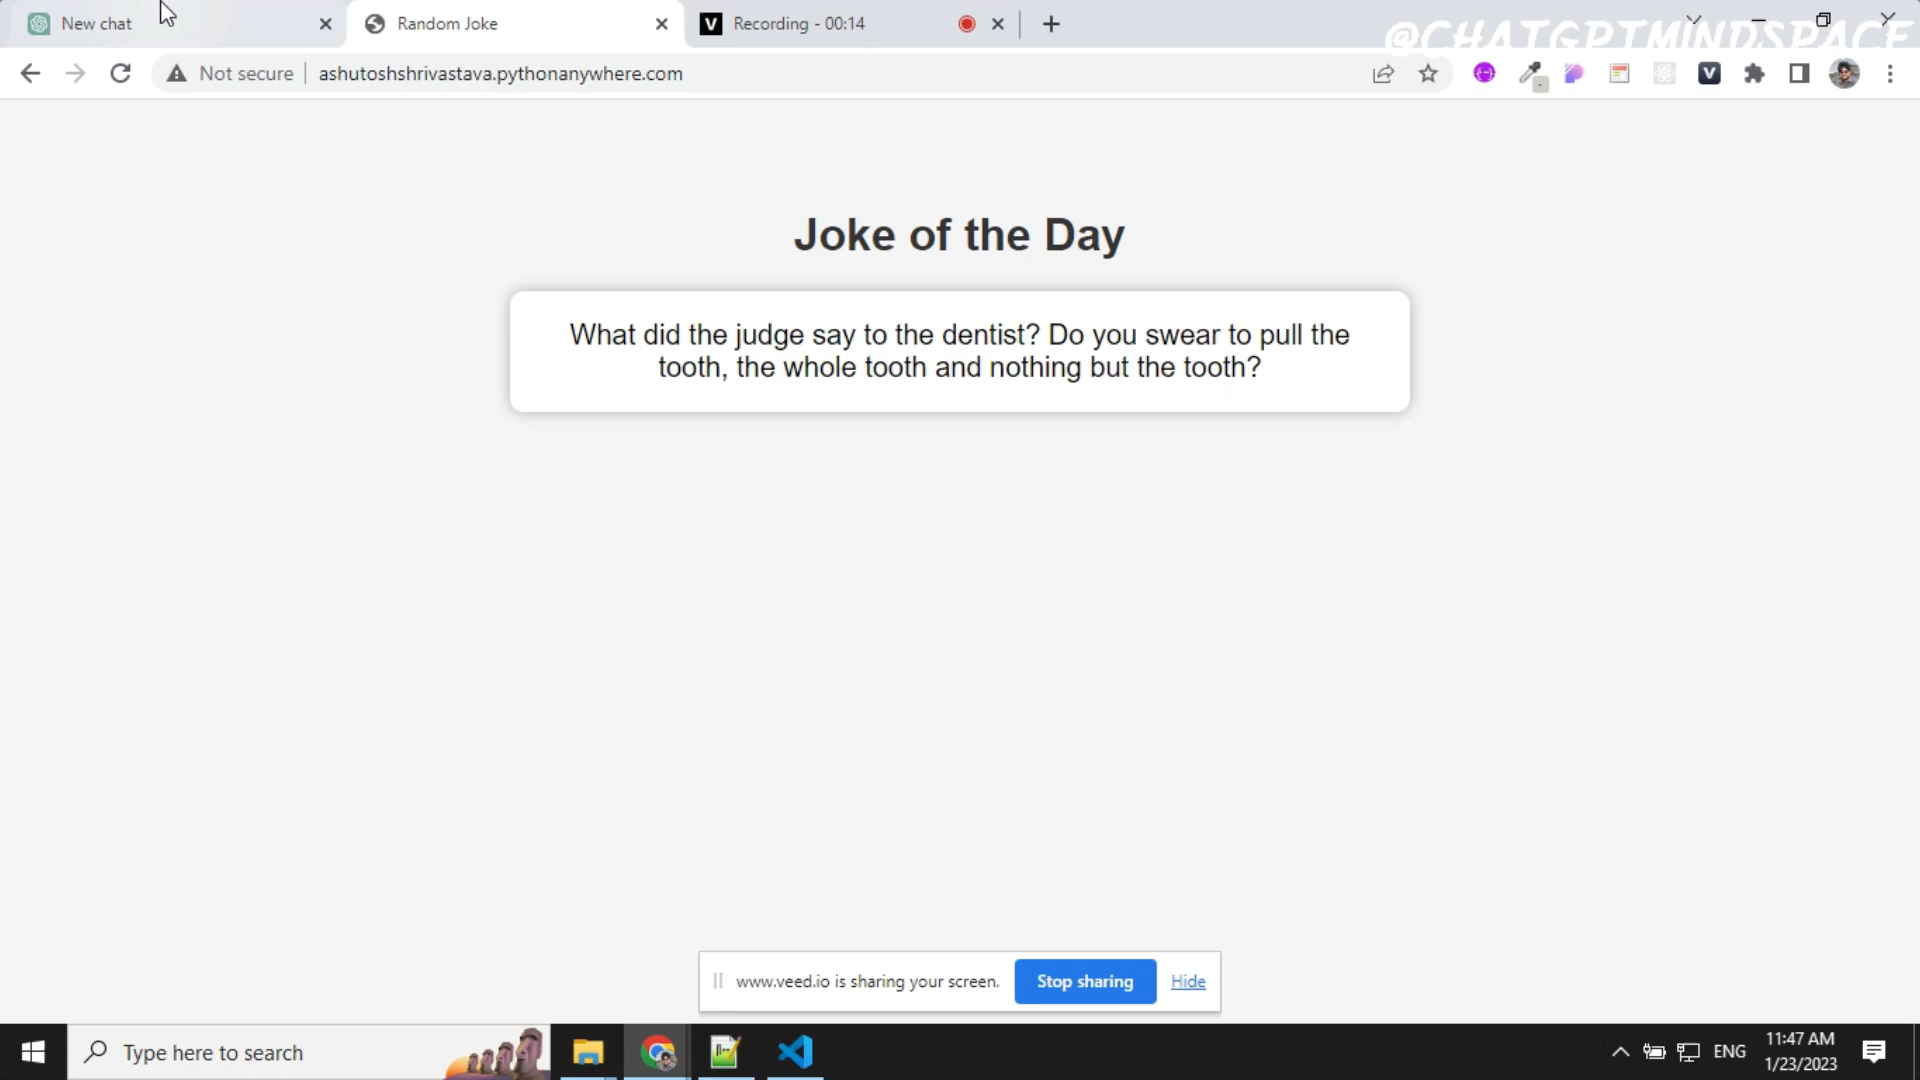 New chat
Random Joke
V
Recording - 00:14
@CHATGPTMINDSPACE
Not secure
ashutoshshrivastava.pythonanywhere.com
V
Joke of the Day
What did the judge say to the dentist? Do you swear to pull the
tooth, the whole tooth and nothing but the tooth?
www.veed.io is sharing your screen.
Stop sharing
Hide
Type here to search
ENG
11:47 AM
1/23/2023